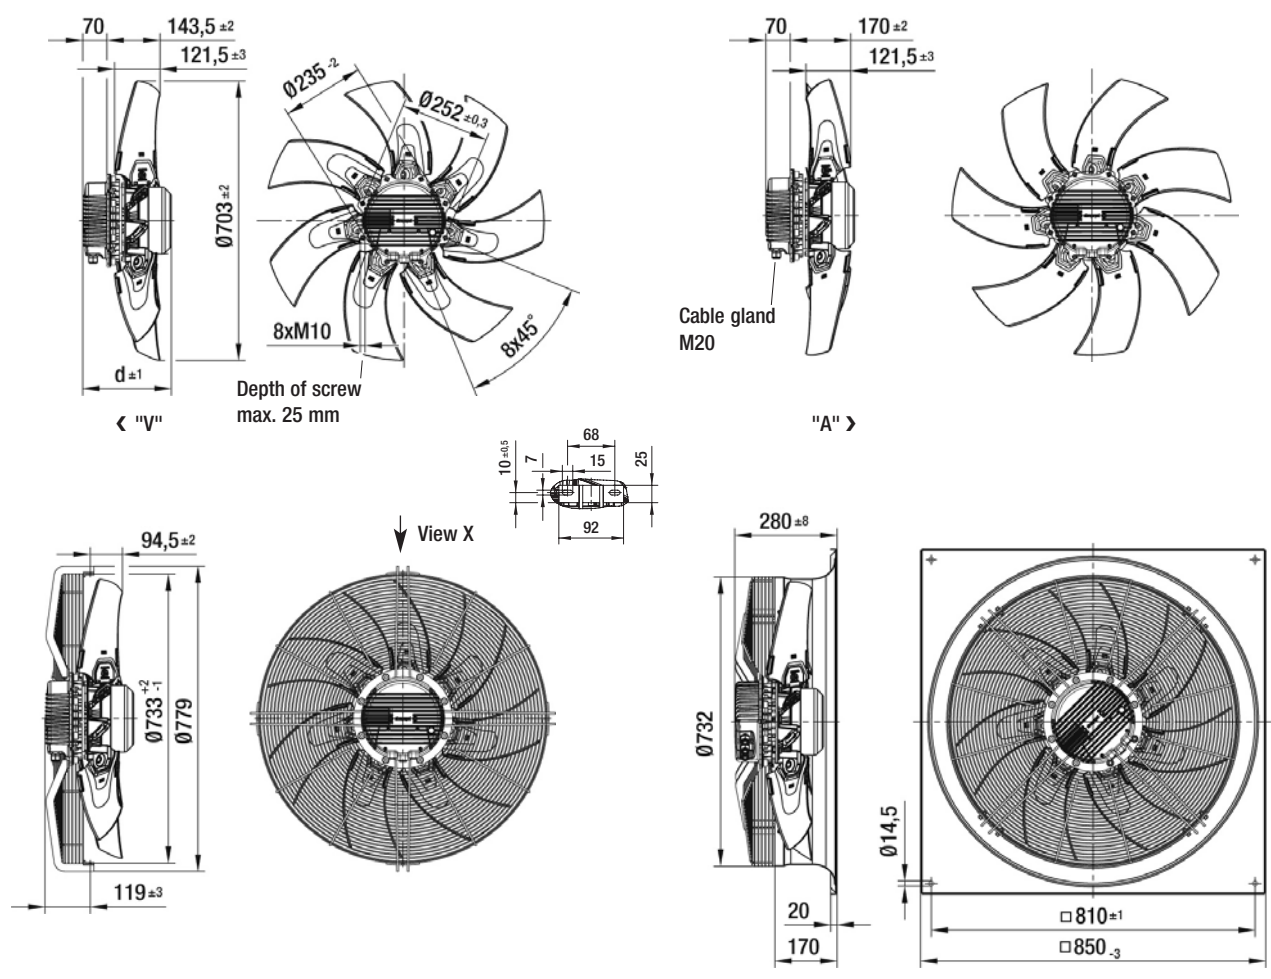 70
143,5 ±2
121,5 ±3
Ø235 -2
Ø252 ±0,3
Ø703 ±2
8xM10
8x45°
d ±1
Depth of screw
max. 25 mm
❮ "V"
70
170 ±2
121,5 ±3
Cable gland
M20
"A" ❯
68
10 ±0,5
7
15
25
92
View X
94,5 ±2
Ø733 +2 -1
Ø779
119 ±3
280 ±8
Ø732
Ø14,5
20
170
□ 810 ±1
□ 850 -3